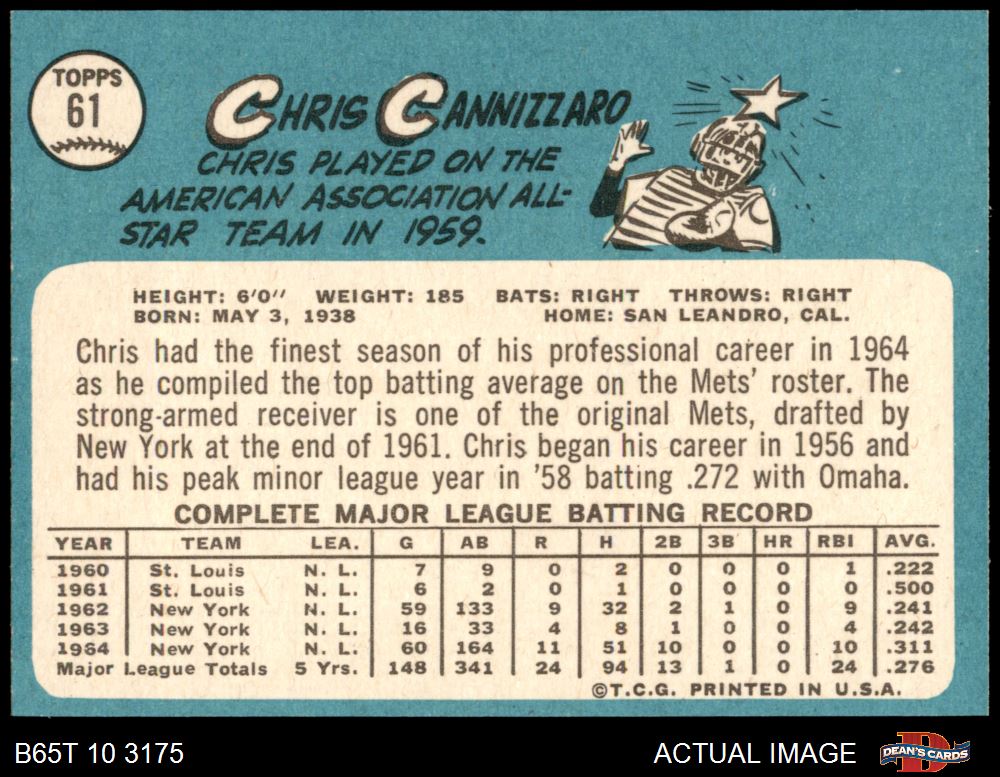 TOPPS
61
CHRIS CANNIZZARO
CHRIS PLAYED ON THE
AMERICAN ASSOCIATION ALL-
STAR TEAM IN 1959.
HEIGHT: 6'0" WEIGHT: 185 BATS: RIGHT THROWS: RIGHT
BORN: MAY 3, 1938 HOME: SAN LEANDRO, CAL.
Chris had the finest season of his professional career in 1964
as he compiled the top batting average on the Mets' roster. The
strong-armed receiver is one of the original Mets, drafted by
New York at the end of 1961. Chris began his career in 1956 and
had his peak minor league year in '58 batting .272 with Omaha.
COMPLETE MAJOR LEAGUE BATTING RECORD
YEAR TEAM LEA. G AB R H 2B 3B HR RBI AVG.
1960 St. Louis N. L. 7 9 0 2 0 0 0 1 .222
1961 St. Louis N. L. 6 2 0 1 0 0 0 0 .500
1962 New York N. L. 59 133 9 32 2 1 0 9 .241
1963 New York N. L. 16 33 4 8 1 0 0 4 .242
1964 New York N. L. 60 164 11 51 10 0 0 10 .311
Major League Totals 5 Yrs. 148 341 24 94 13 1 0 24 .276
©T.C.G. PRINTED IN U.S.A.
B65T 10 3175 ACTUAL IMAGE DEAN'S CARDS